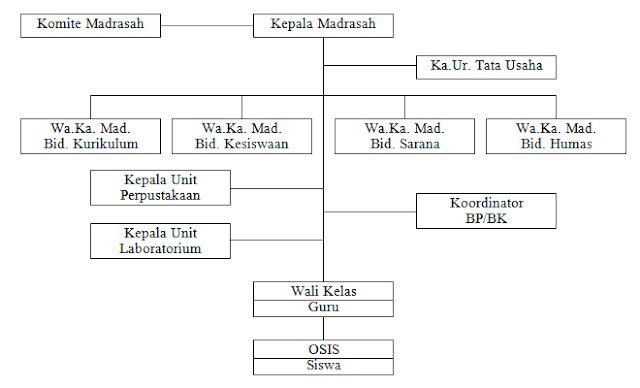 Komite Madrasah
Kepala Madrasah
Ka.Ur. Tata Usaha
Wa.Ka. Mad.
Bid. Kurikulum
Wa.Ka. Mad.
Bid. Kesiswaan
Wa.Ka. Mad.
Bid. Sarana
Wa.Ka. Mad.
Bid. Humas
Kepala Unit
Perpustakaan
Koordinator
BP/BK
Kepala Unit
Laboratorium
Wali Kelas
Guru
OSIS
Siswa